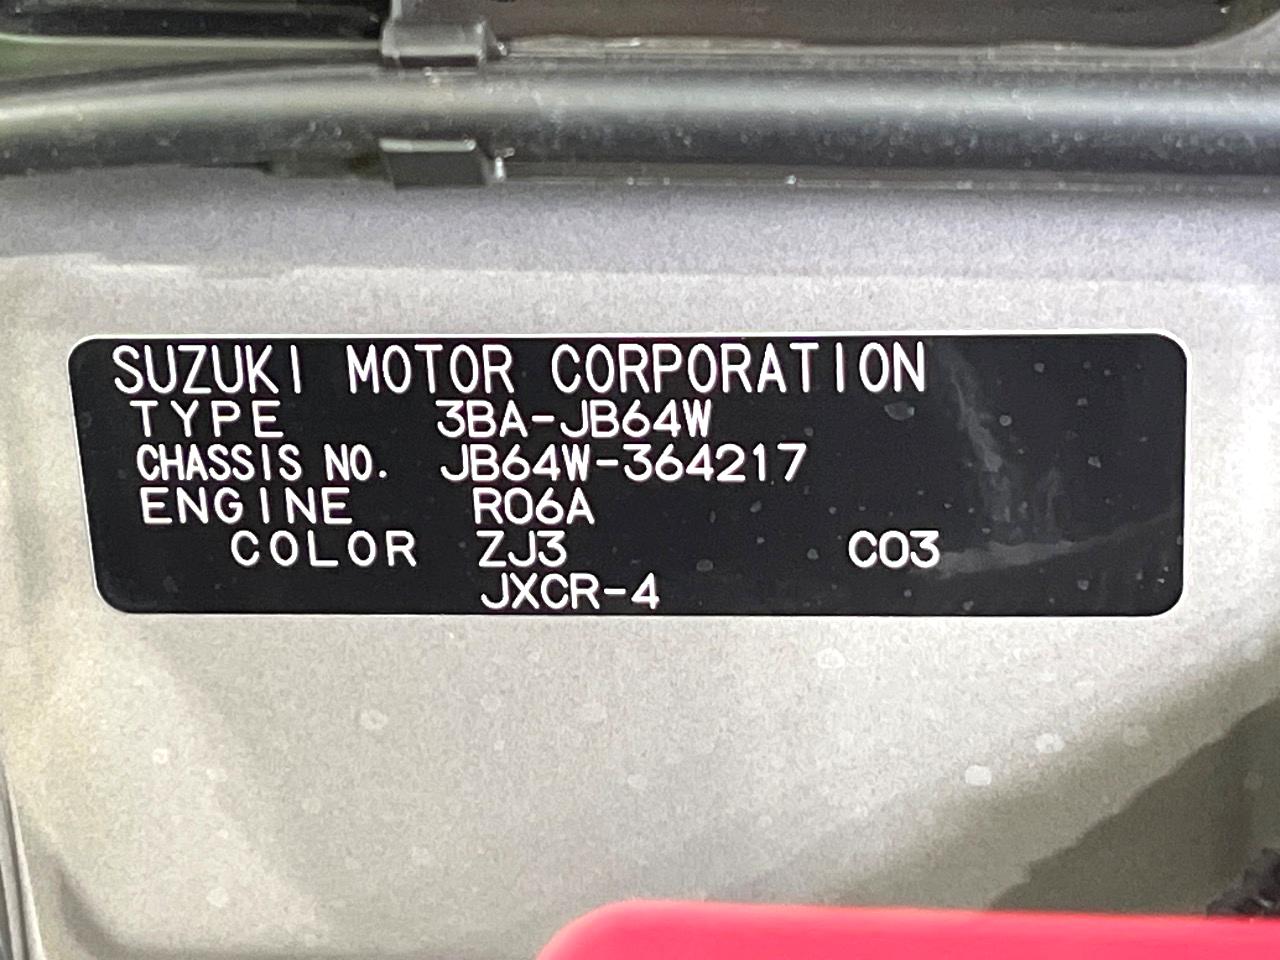 SUZUKI MOTOR CORPORATION
TYPE 3BA-JB64W
CHASSIS NO. JB64W-364217
ENGINE R06A
COLOR ZJ3 C03
JXCR-4